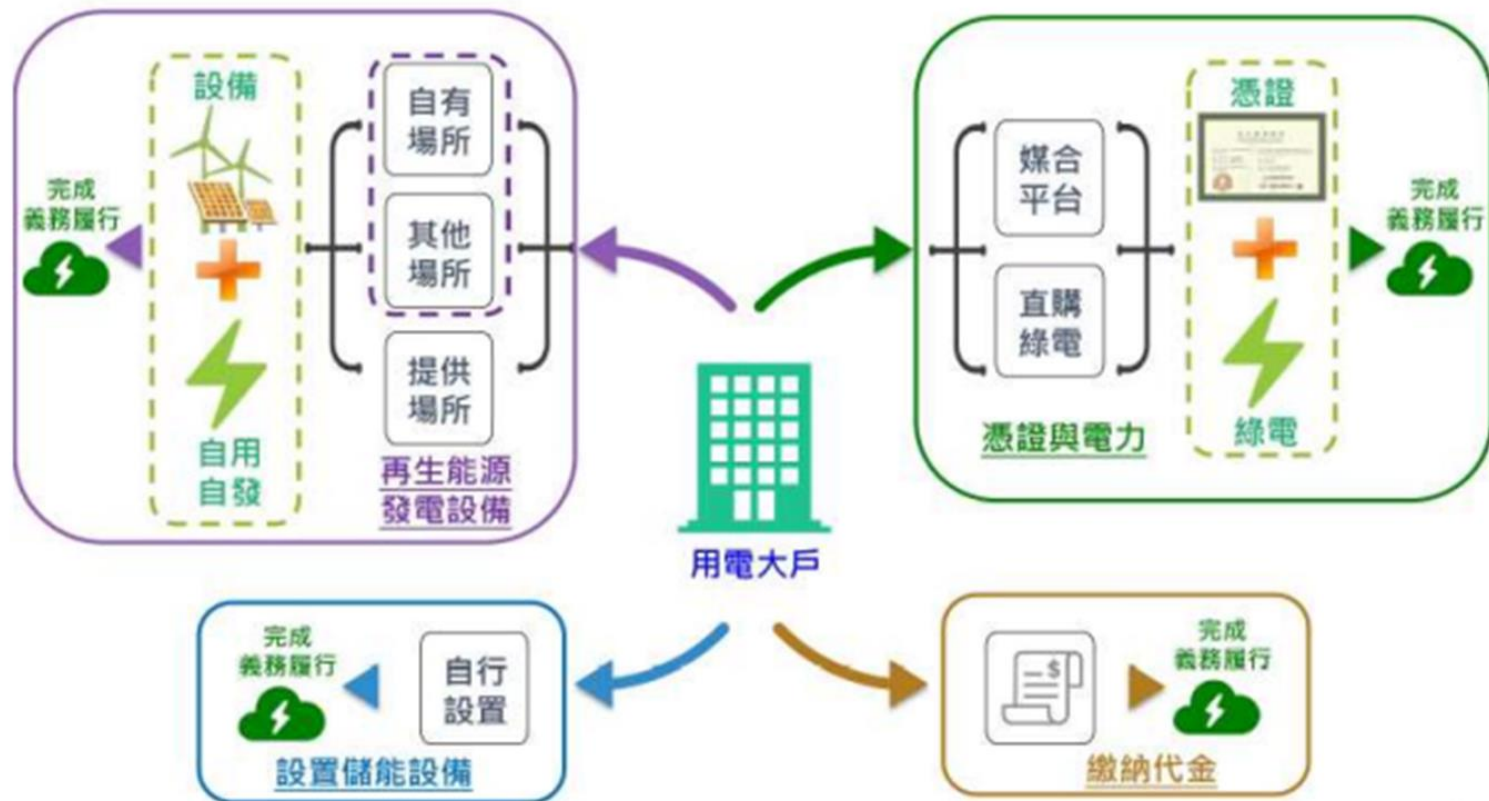 設備
完成
義務履行
自用
自發
自有
場所
其他
場所
提供
場所
再生能源
發電設備
媒合
平台
直購
綠電
憑證與電力
憑證
綠電
完成
義務履行
用電大戶
完成
義務履行
自行
設置
設置儲能設備
$
完成
義務履行
繳納代金